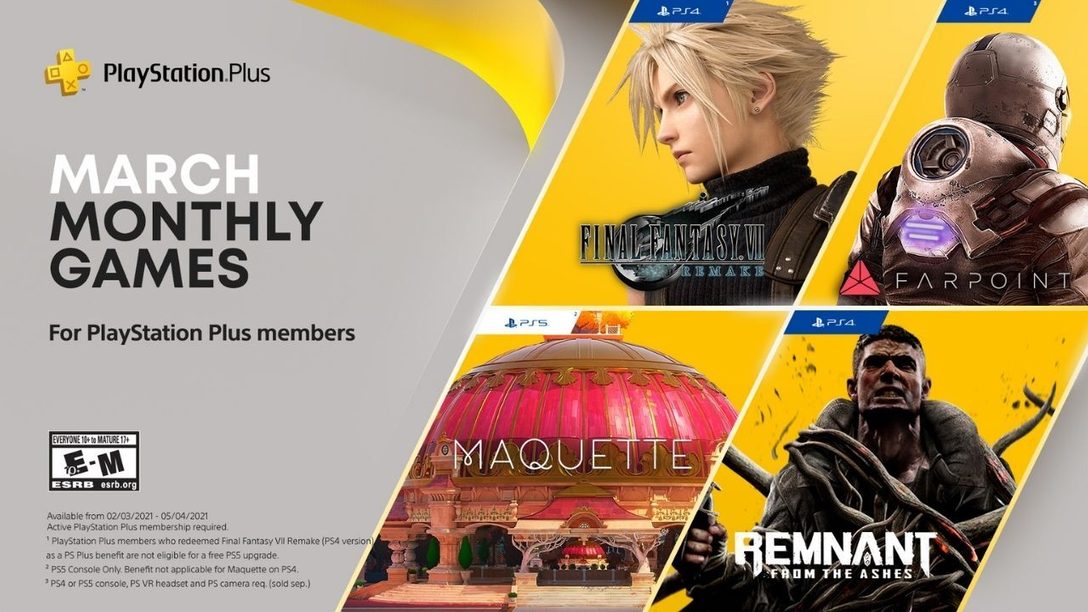 PlayStation.Plus
MARCH
MONTHLY
GAMES
For PlayStation Plus members
EVERYONE 10+ to MATURE 17+
E-M
10+
ESRB esrb.org
Available from 02/03/2021 - 05/04/2021
Active PlayStation Plus membership required.
¹ PlayStation Plus members who redeemed Final Fantasy VII Remake (PS4 version)
as a PS Plus benefit are not eligible for a free PS5 upgrade.
² PS5 Console Only. Benefit not applicable for Maquette on PS4.
³ PS4 or PS5 console, PS VR headset and PS camera req. (sold sep.)
PS4 1
FINAL FANTASY VII
REMAKE
PS4 3
FARPOINT
PS5 2
MAQUETTE
PS4
REMNANT
FROM THE ASHES